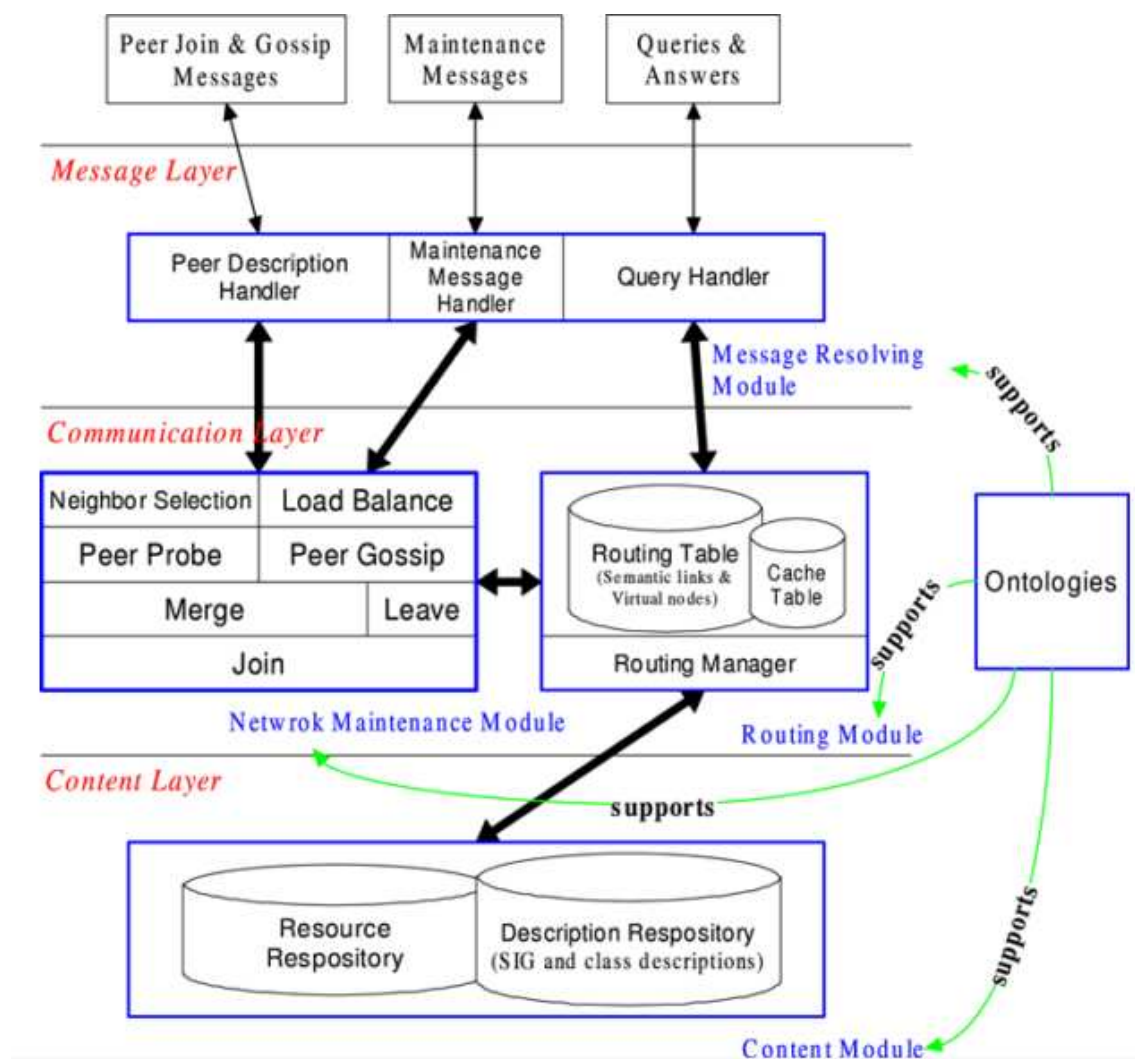 Peer Join & Gossip
Messages
Maintenance
Messages
Queries &
Answers
Message Layer
Peer Description
Handler
Maintenance
Message
Handler
Query Handler
Message Resolving
Module
supports
Communication Layer
Neighbor Selection
Load Balance
Peer Probe
Peer Gossip
Merge
Leave
Join
Routing Table
(Semantic links &
Virtual nodes)
Cache
Table
Routing Manager
Ontologies
supports
Netwrok Maintenance Module
Routing Module
Content Layer
supports
Resource
Respository
Description Respository
(SIG and class descriptions)
supports
Content Module